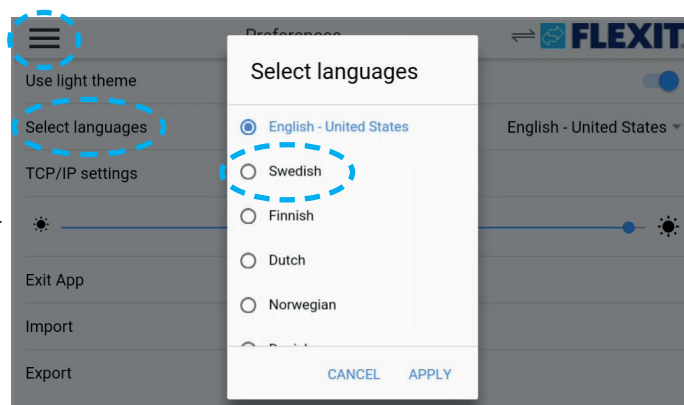 Preferences
FLEXIT
Use light theme
Select languages
English - United States
TCP/IP settings
Exit App
Import
Export
Select languages
English - United States
Swedish
Finnish
Dutch
Norwegian
CANCEL APPLY